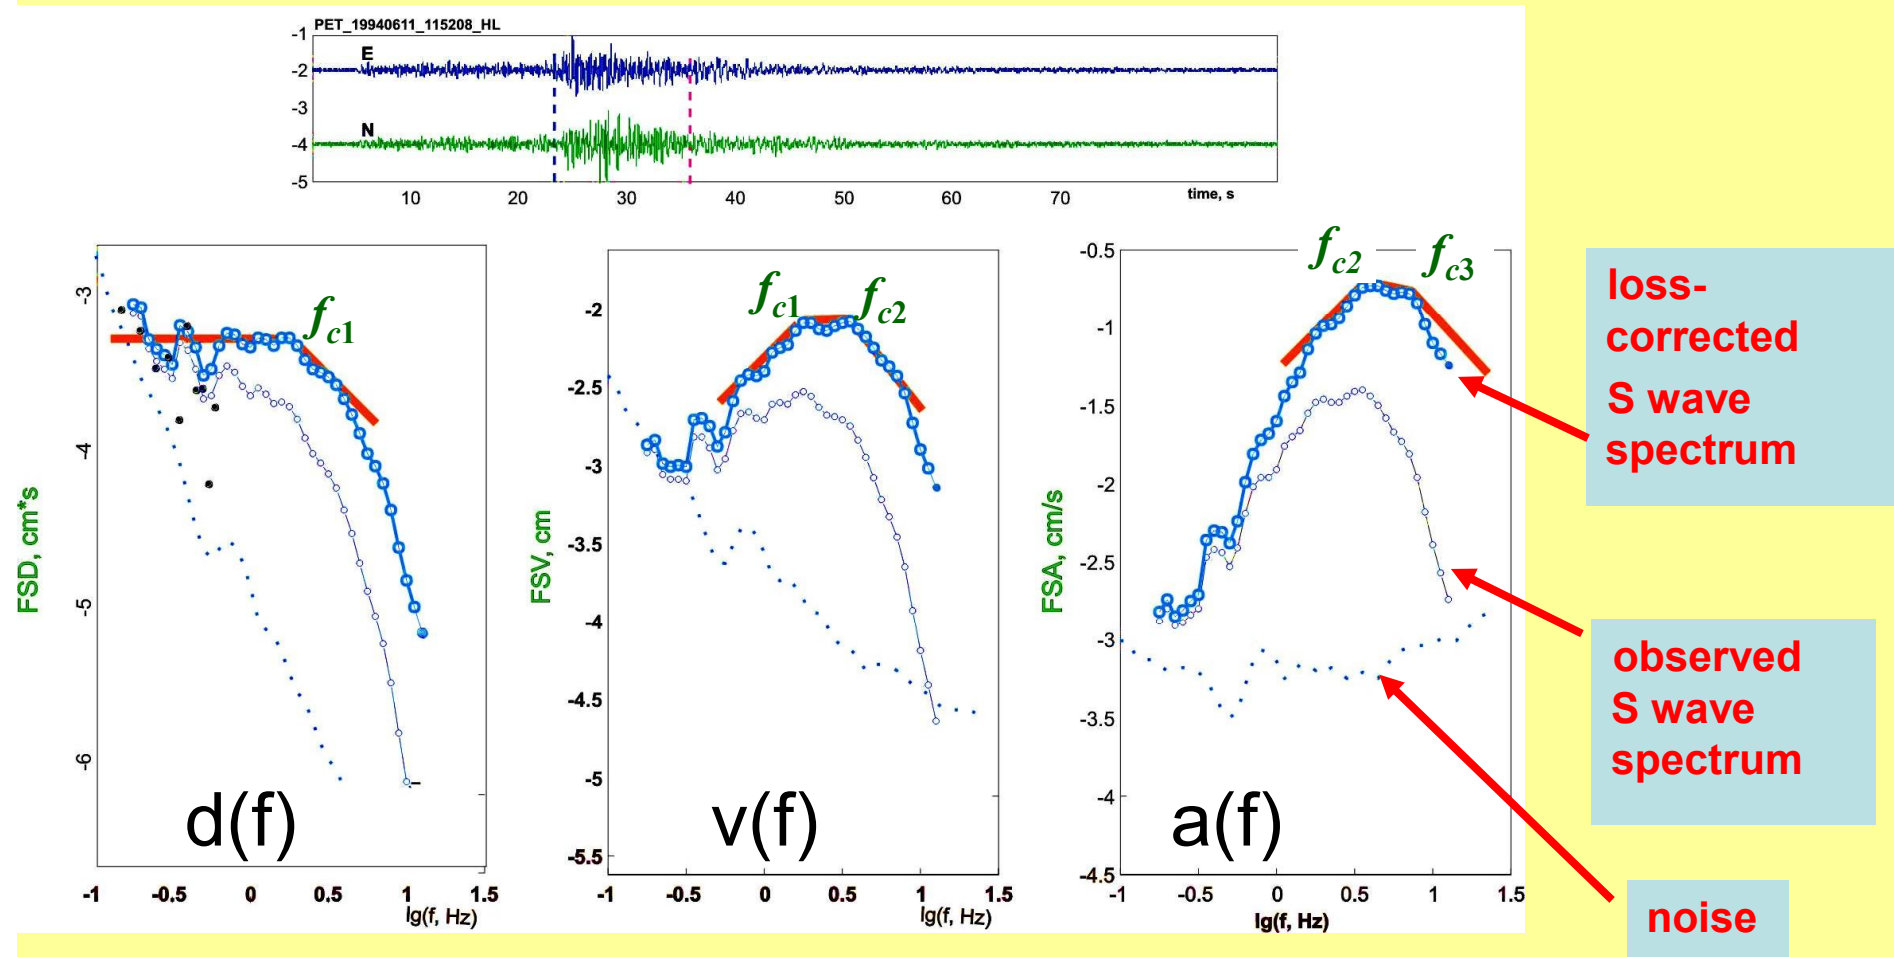 PET_19940611_115208_HL
-1
E
-2
-3
N
-4
-5
10 20 30 40 50 60 70 time, s
-3
-4
-5
-6
FSD, cm*s
fc1
d(f)
-1 -0.5 0 0.5 1 1.5
lg(f, Hz)
-2
-2.5
-3
-3.5
-4
-4.5
-5
-5.5
FSV, cm
fc1 fc2
v(f)
-1 -0.5 0 0.5 1 1.5
lg(f, Hz)
-0.5
-1
-1.5
-2
-2.5
-3
-3.5
-4
-4.5
FSA, cm/s
fc2 fc3
a(f)
-1 -0.5 0 0.5 1 1.5
lg(f, Hz)
loss-
corrected
S wave
spectrum
observed
S wave
spectrum
noise